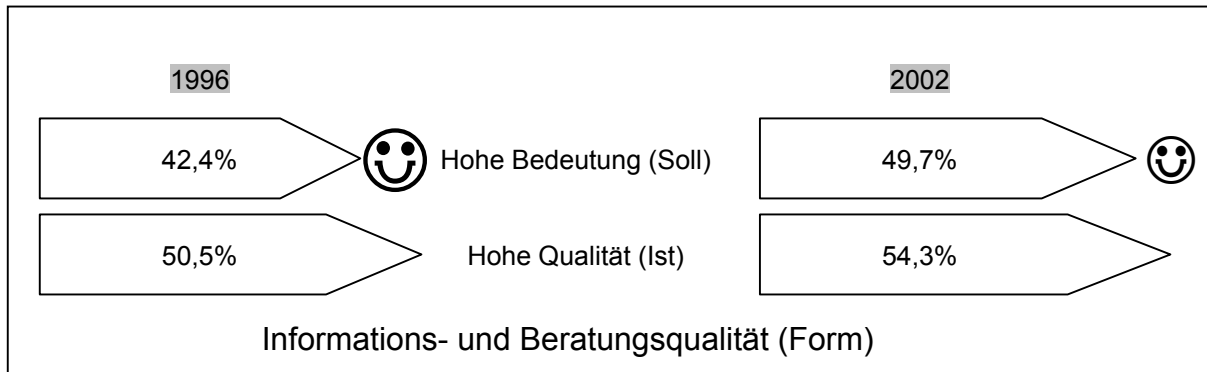 1996 2002
42,4% Hohe Bedeutung (Soll) 49,7%
50,5% Hohe Qualität (Ist) 54,3%
Informations- und Beratungsqualität (Form)